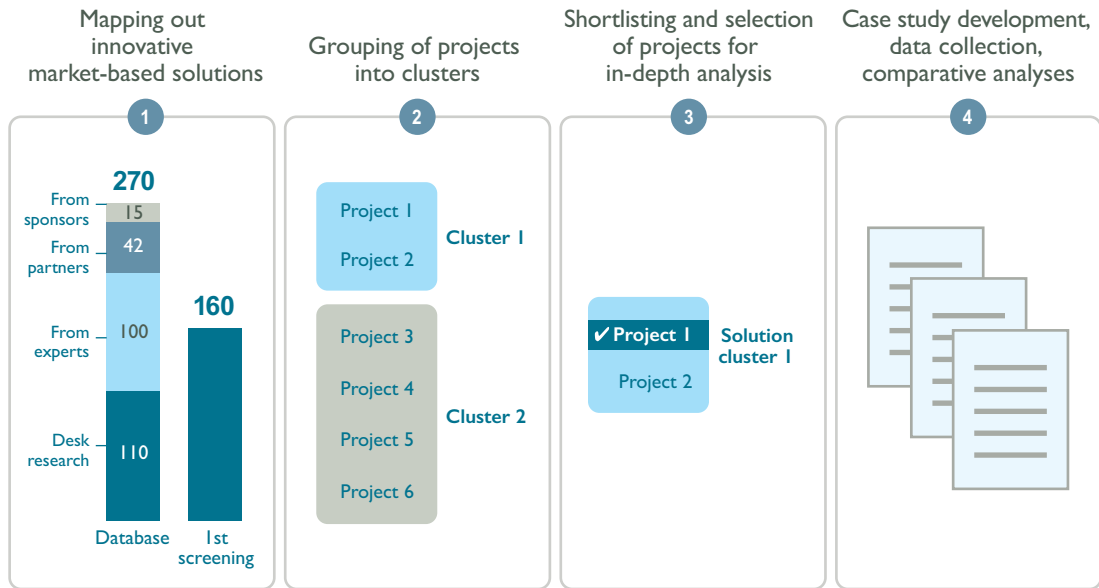 Mapping out
innovative
market-based solutions
1
270
From
sponsors
15
From
partners
42
160
From
experts
100
Desk
research
110
Database
1st
screening
Grouping of projects
into clusters
2
Project 1
Project 2
Cluster 1
Project 3
Project 4
Project 5
Project 6
Cluster 2
Shortlisting and selection
of projects for
in-depth analysis
3
✔ Project 1
Project 2
Solution
cluster 1
Case study development,
data collection,
comparative analyses
4